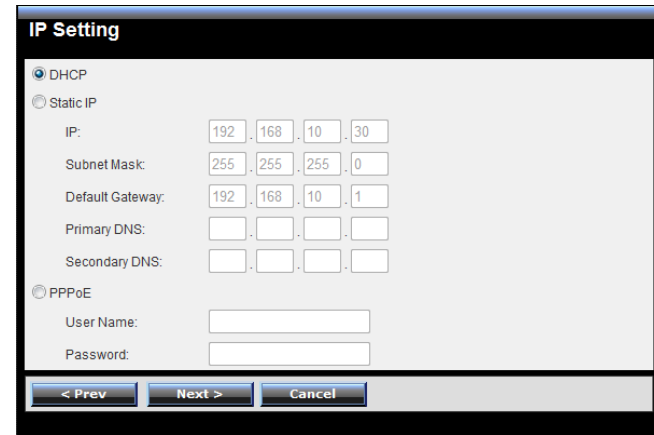 IP Setting
DHCP
Static IP
IP: 192 . 168 . 10 . 30
Subnet Mask: 255 . 255 . 255 . 0
Default Gateway: 192 . 168 . 10 . 1
Primary DNS: . . .
Secondary DNS: . . .
PPPoE
User Name:
Password:
< Prev Next > Cancel